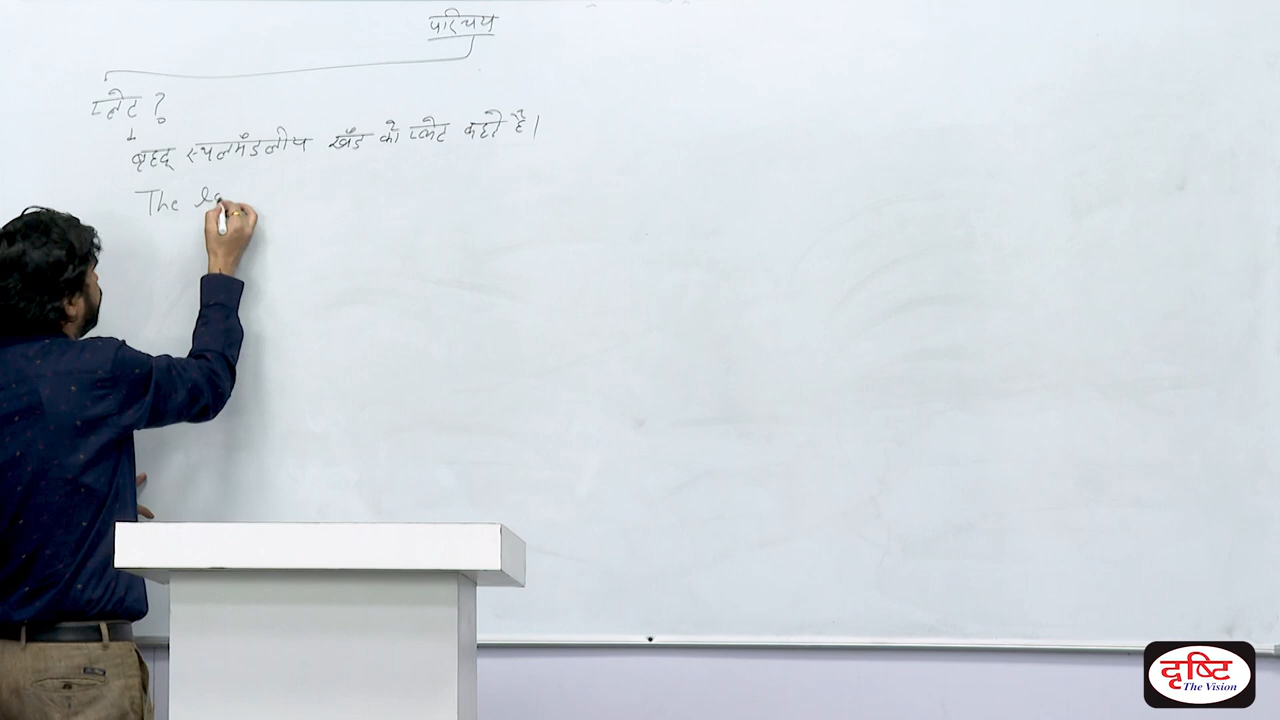 परिचय
प्लेट ?
बृहद् स्थलमंडलीय खंड को प्लेट कहते है।
The
दृष्टि
The Vision